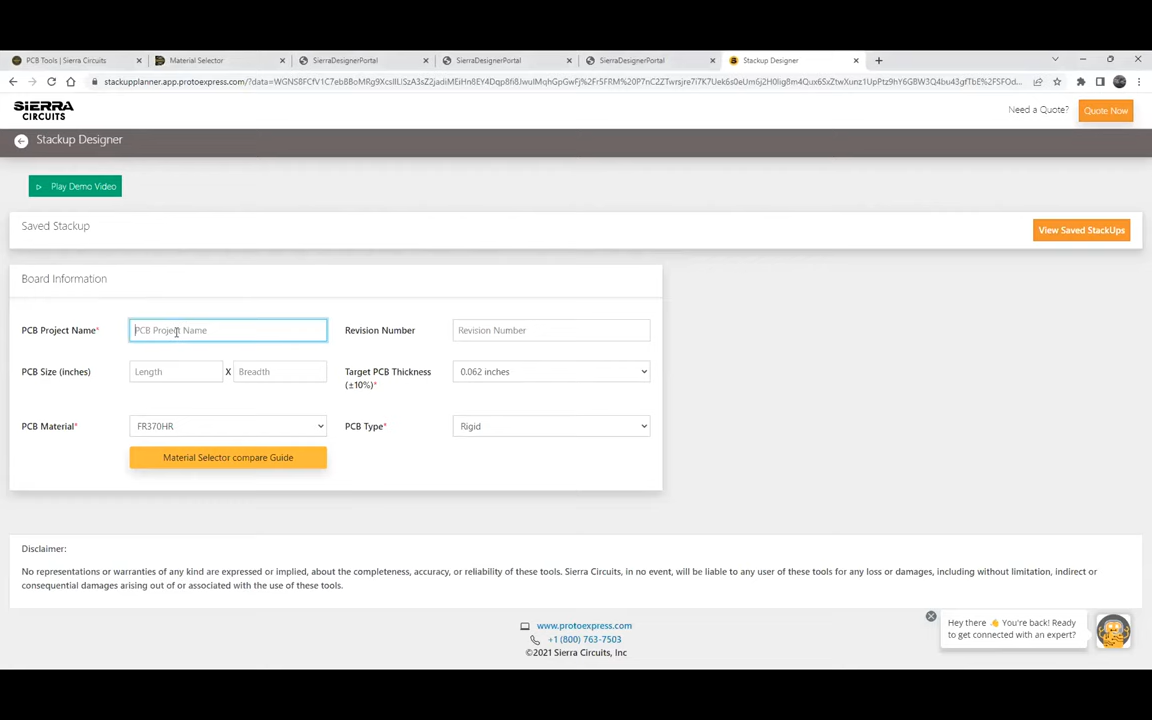 PCB Tools | Sierra Circuits
Material Selector
SierraDesignerPortal
SierraDesignerPortal
SierraDesignerPortal
Stackup Designer
SIERRA
CIRCUITS
Need a Quote?
Quote Now
Stackup Designer
Play Demo Video
Saved Stackup
View Saved StackUps
Board Information
PCB Project Name*
PCB Project Name
Revision Number
Revision Number
PCB Size (inches)
Length
X
Breadth
Target PCB Thickness
(±10%)*
0.062 inches
PCB Material*
FR370HR
PCB Type*
Rigid
Material Selector compare Guide
Disclaimer:
No representations or warranties of any kind are expressed or implied, about the completeness, accuracy, or reliability of these tools. Sierra Circuits, in no event, will be liable to any user of these tools for any loss or damages, including without limitation, indirect or
consequential damages arising out of or associated with the use of these tools.
Hey there 👋 You're back! Ready
to get connected with an expert?
www.protoexpress.com
+1 (800) 763-7503
©2021 Sierra Circuits, Inc